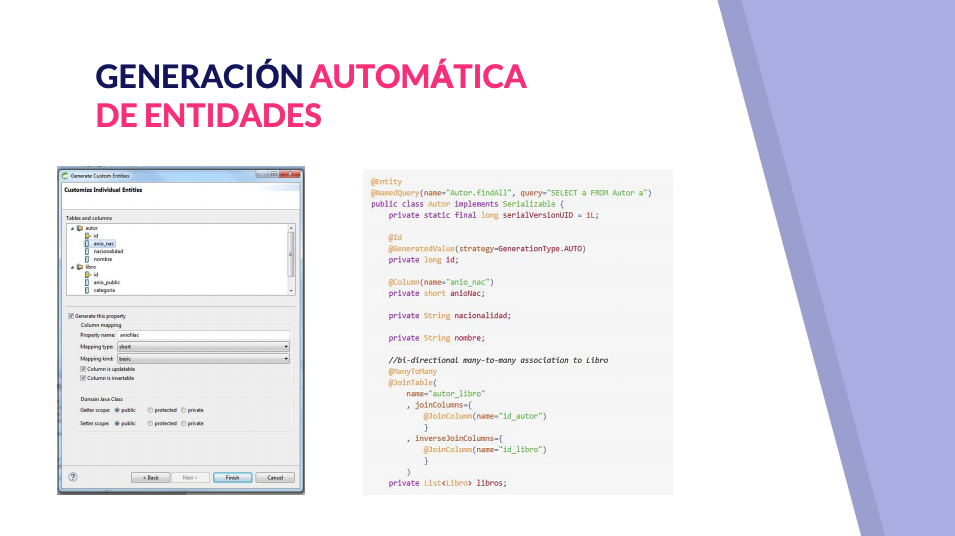 GENERACIÓN AUTOMÁTICA
DE ENTIDADES
Generate Custom Entities
Customize Individual Entities
Tables and columns
autor
id
anio_nac
nacionalidad
nombre
libro
id
anio_public
categoria
Generate this property
Column mapping
Property name: anioNac
Mapping type: short
Mapping kind: basic
Column is updatable
Column is insertable
Domain Java Class
Getter scope: public protected private
Setter scope: public protected private
? < Back Next > Finish Cancel
@Entity
@NamedQuery(name="Autor.findAll", query="SELECT a FROM Autor a")
public class Autor implements Serializable {
private static final long serialVersionUID = 1L;
@Id
@GeneratedValue(strategy=GenerationType.AUTO)
private long id;
@Column(name="anio_nac")
private short anioNac;
private String nacionalidad;
private String nombre;
//bi-directional many-to-many association to Libro
@ManyToMany
@JoinTable(
name="autor_libro"
, joinColumns={
@JoinColumn(name="id_autor")
}
, inverseJoinColumns={
@JoinColumn(name="id_libro")
}
)
private List<Libro> libros;